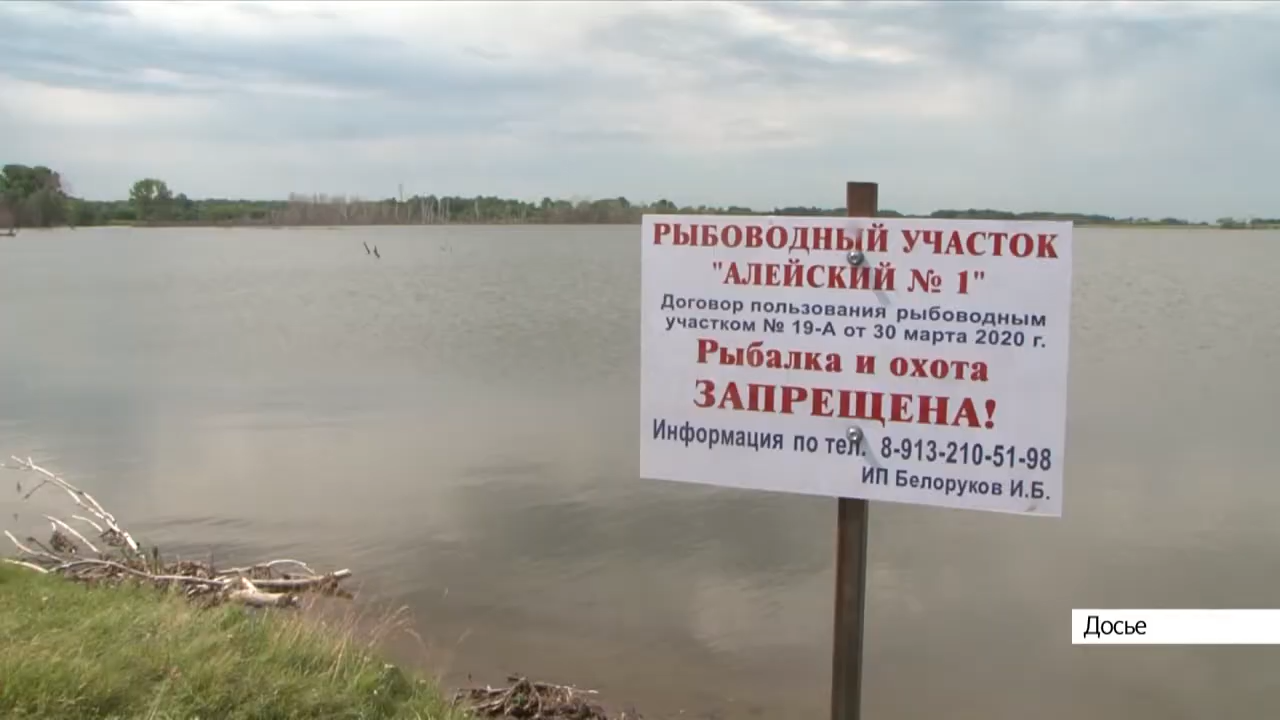 РЫБОВОДНЫЙ УЧАСТОК
"АЛЕЙСКИЙ № 1"
Договор пользования рыбоводным
участком № 19-А от 30 марта 2020 г.
Рыбалка и охота
ЗАПРЕЩЕНА!
Информация по тел. 8-913-210-51-98
ИП Белоруков И.Б.
Досье